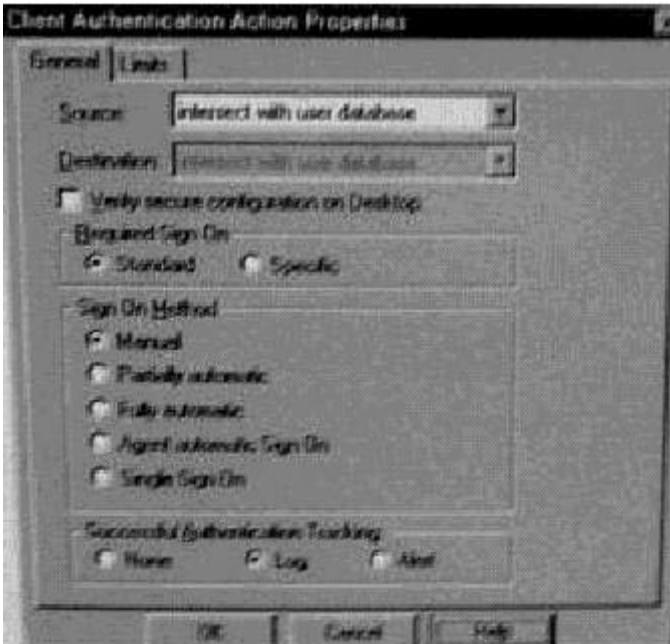 Client Authentication Action Properties
General Limits
Source: intersect with user database
Destination: intersect with user database
Verify secure configuration on Desktop
Required Sign On
Standard Specific
Sign On Method
Manual
Partially automatic
Fully automatic
Agent automatic Sign On
Single Sign On
Successful Authentication Tracking
None Log Alert
OK Cancel Help